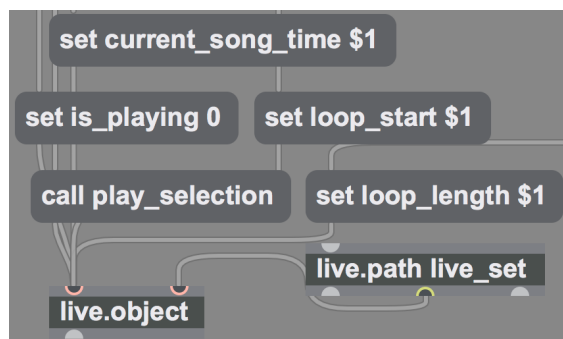 set current_song_time $1
set is_playing 0
set loop_start $1
call play_selection
set loop_length $1
live.path live_set
live.object